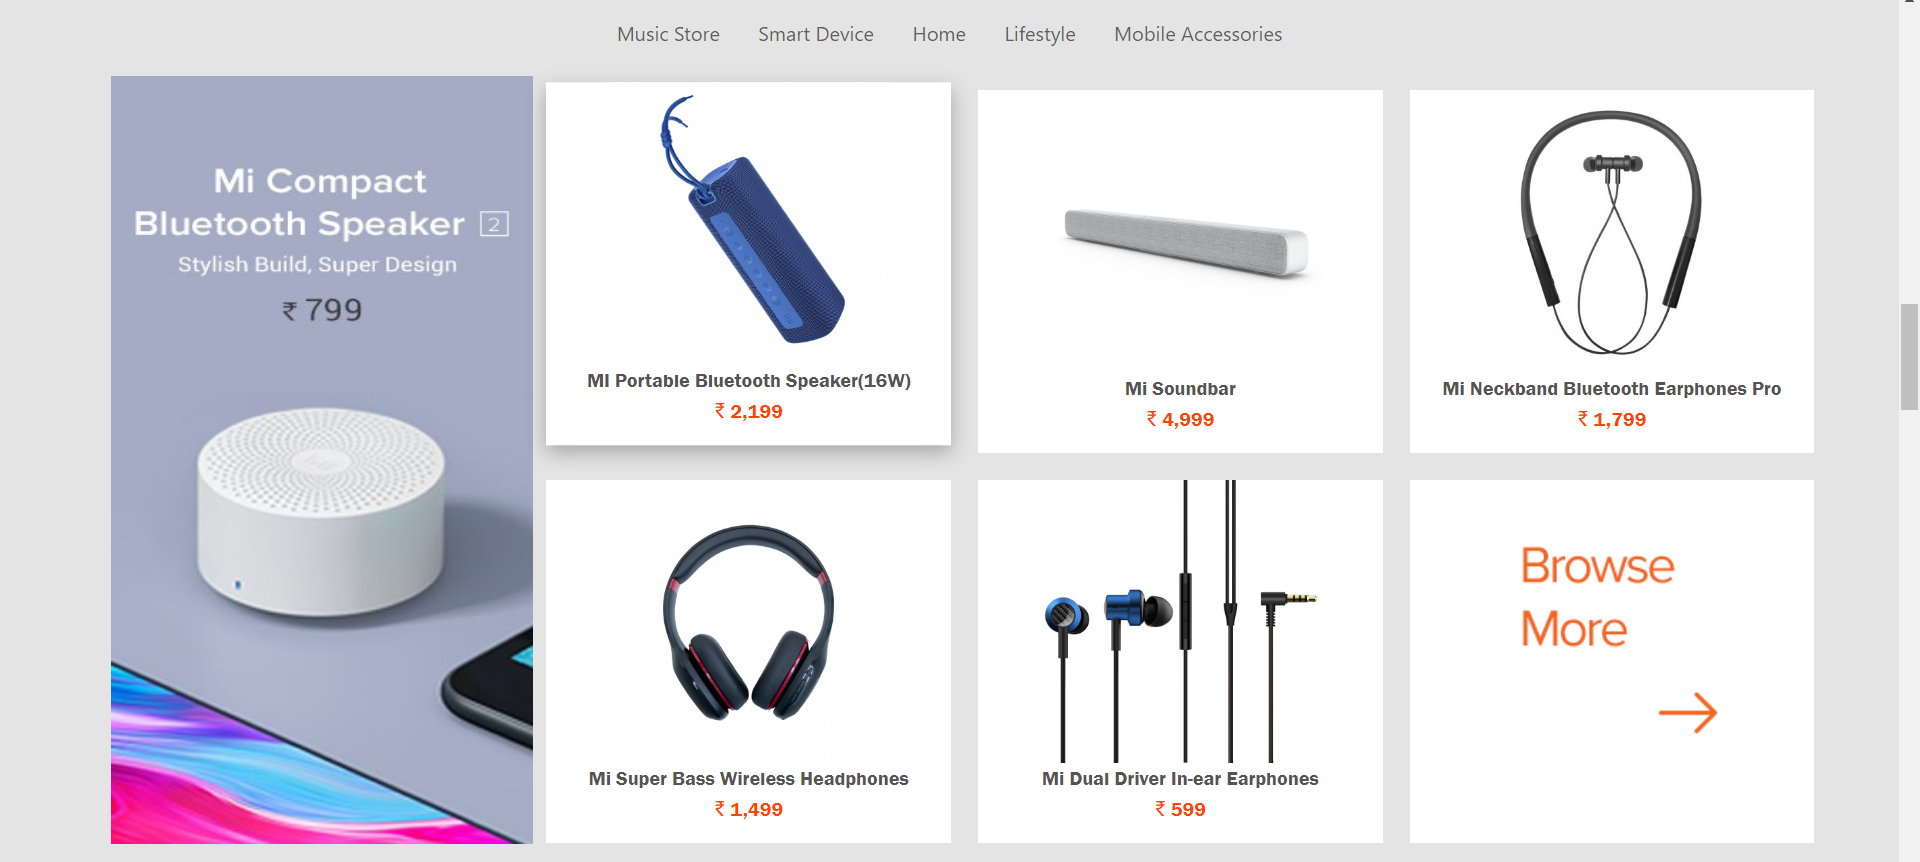 Music Store Smart Device Home Lifestyle Mobile Accessories
Mi Compact
Bluetooth Speaker 2
Stylish Build, Super Design
₹ 799
MI Portable Bluetooth Speaker(16W)
₹ 2,199
Mi Soundbar
₹ 4,999
Mi Neckband Bluetooth Earphones Pro
₹ 1,799
Mi Super Bass Wireless Headphones
₹ 1,499
Mi Dual Driver In-ear Earphones
₹ 599
Browse
More